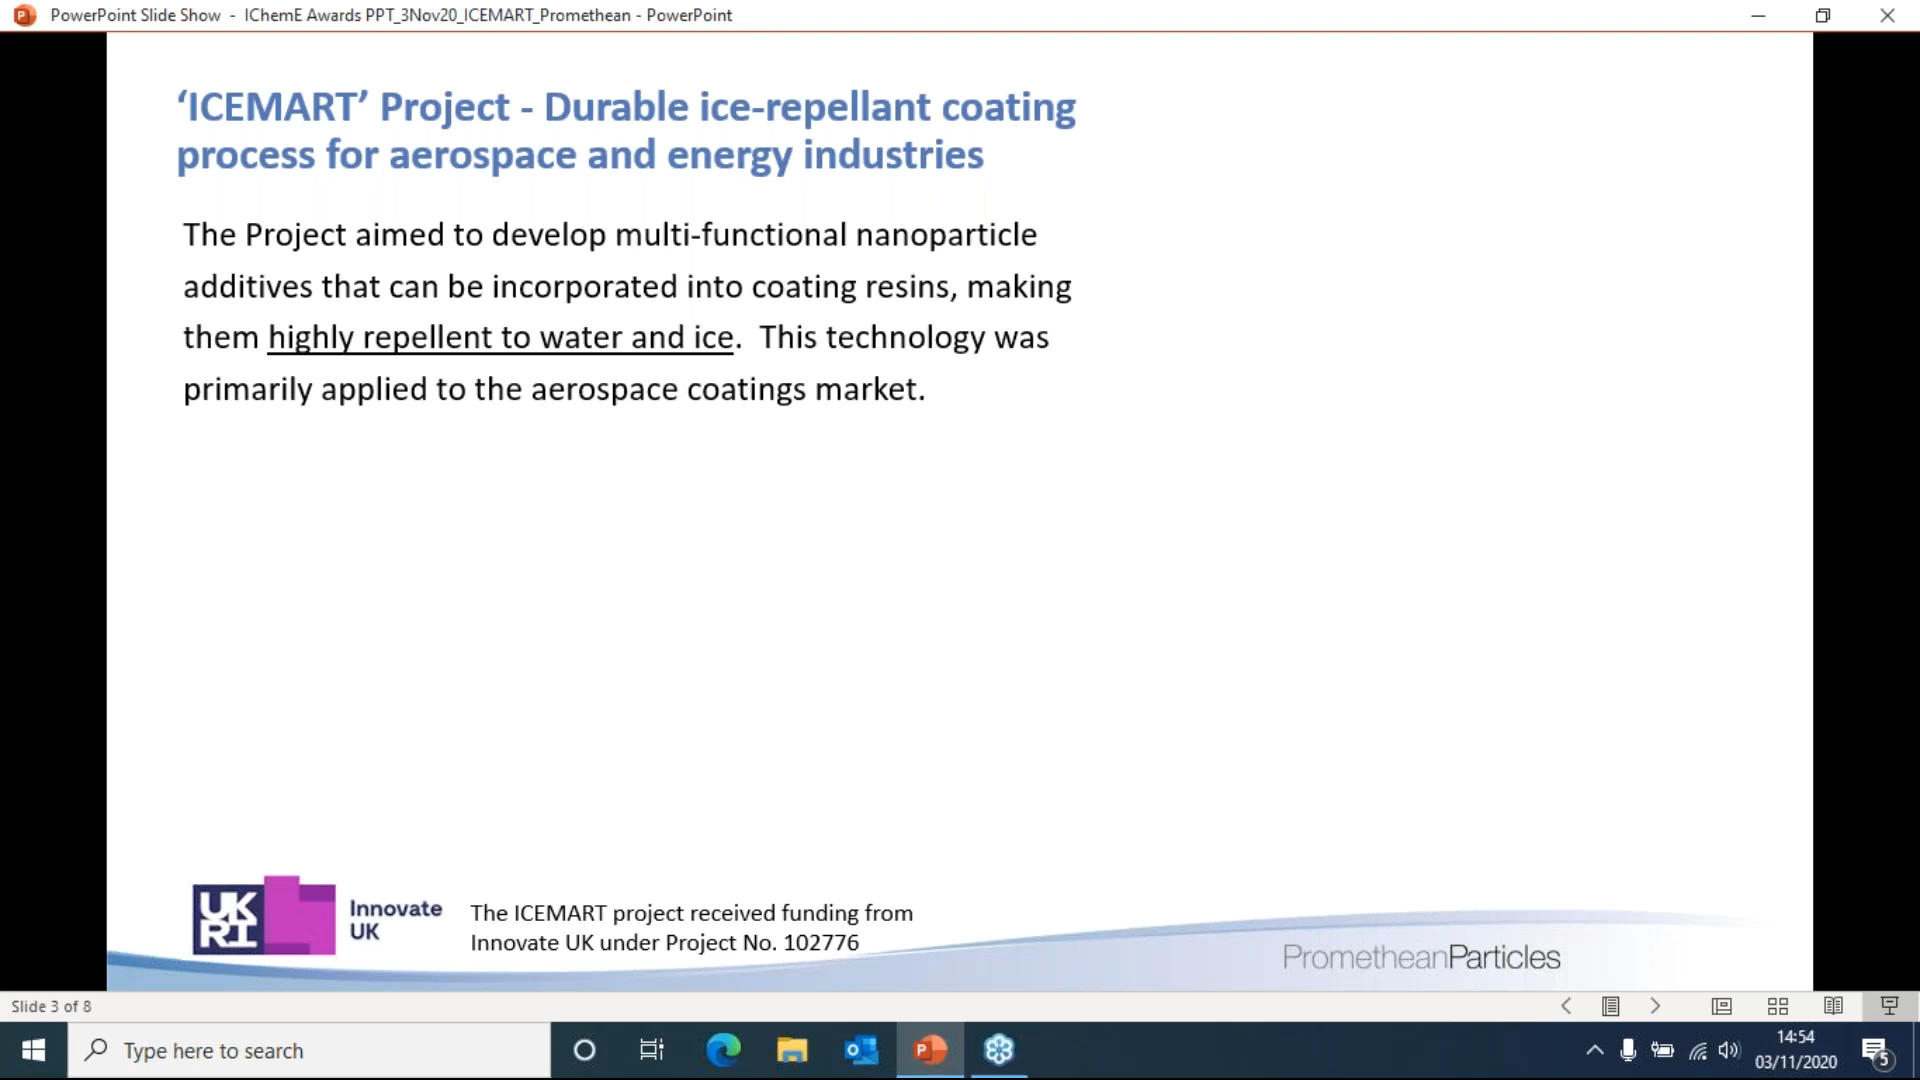 PowerPoint Slide Show - IChemE Awards PPT_3Nov20_ICEMART_Promethean - PowerPoint
‘ICEMART’ Project - Durable ice-repellant coating
process for aerospace and energy industries
The Project aimed to develop multi-functional nanoparticle
additives that can be incorporated into coating resins, making
them highly repellent to water and ice. This technology was
primarily applied to the aerospace coatings market.
UK
RI
Innovate
UK
The ICEMART project received funding from
Innovate UK under Project No. 102776
PrometheanParticles
Slide 3 of 8
Type here to search
14:54
03/11/2020
5